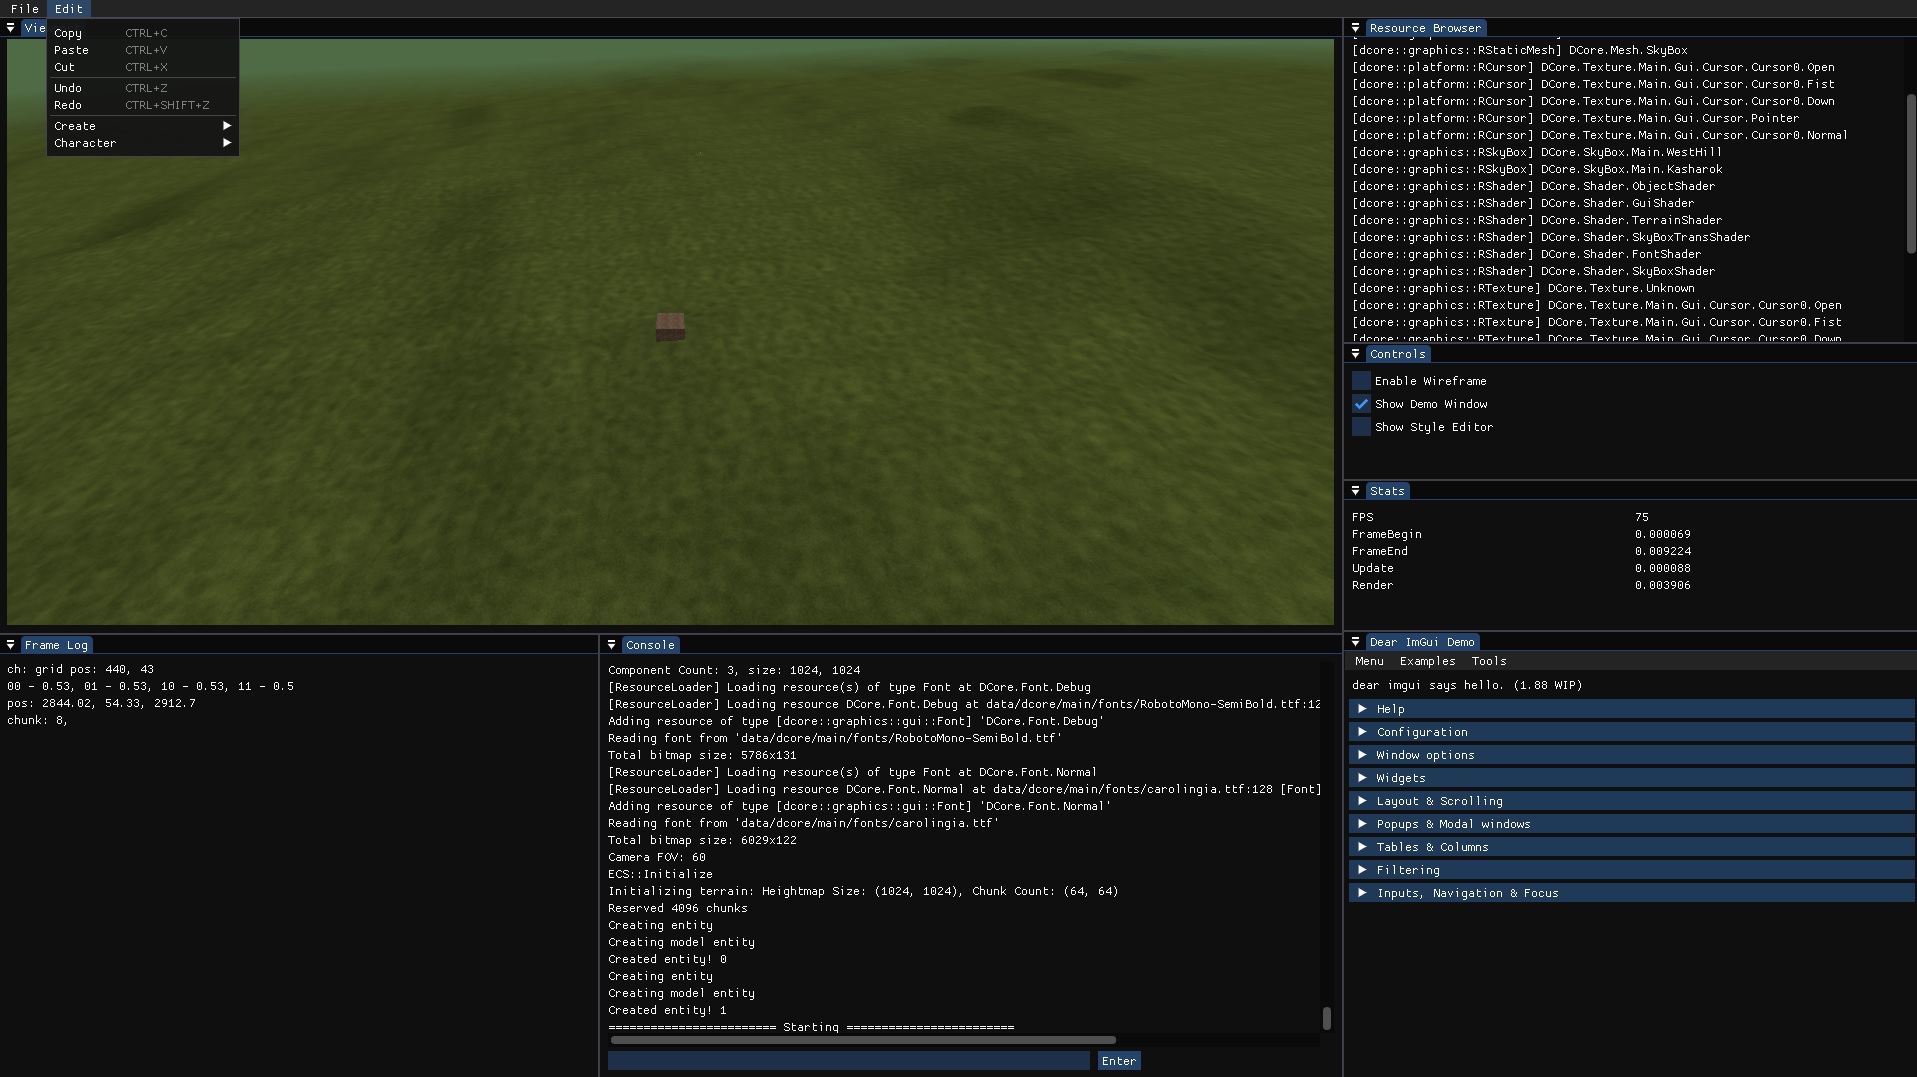 File Edit
Vie
Copy CTRL+C
Paste CTRL+V
Cut CTRL+X
Undo CTRL+Z
Redo CTRL+SHIFT+Z
Create
Character
Resource Browser
[dcore::graphics::RStaticMesh] DCore.Mesh.SkyBox
[dcore::platform::RCursor] DCore.Texture.Main.Gui.Cursor.Cursor0.Open
[dcore::platform::RCursor] DCore.Texture.Main.Gui.Cursor.Cursor0.Fist
[dcore::platform::RCursor] DCore.Texture.Main.Gui.Cursor.Cursor0.Down
[dcore::platform::RCursor] DCore.Texture.Main.Gui.Cursor.Pointer
[dcore::platform::RCursor] DCore.Texture.Main.Gui.Cursor.Cursor0.Normal
[dcore::graphics::RSkyBox] DCore.SkyBox.Main.WestHill
[dcore::graphics::RSkyBox] DCore.SkyBox.Main.Kasharok
[dcore::graphics::RShader] DCore.Shader.ObjectShader
[dcore::graphics::RShader] DCore.Shader.GuiShader
[dcore::graphics::RShader] DCore.Shader.TerrainShader
[dcore::graphics::RShader] DCore.Shader.SkyBoxTransShader
[dcore::graphics::RShader] DCore.Shader.FontShader
[dcore::graphics::RShader] DCore.Shader.SkyBoxShader
[dcore::graphics::RTexture] DCore.Texture.Unknown
[dcore::graphics::RTexture] DCore.Texture.Main.Gui.Cursor.Cursor0.Open
[dcore::graphics::RTexture] DCore.Texture.Main.Gui.Cursor.Cursor0.Fist
[dcore::graphics::RTexture] DCore.Texture.Main.Gui.Cursor.Cursor0.Down
Controls
Enable Wireframe
Show Demo Window
Show Style Editor
Stats
FPS 75
FrameBegin 0.000069
FrameEnd 0.009224
Update 0.000088
Render 0.003906
Frame Log
ch: grid pos: 440, 43
00 - 0.53, 01 - 0.53, 10 - 0.53, 11 - 0.5
pos: 2844.02, 54.33, 2912.7
chunk: 8,
Console
Component Count: 3, size: 1024, 1024
[ResourceLoader] Loading resource(s) of type Font at DCore.Font.Debug
[ResourceLoader] Loading resource DCore.Font.Debug at data/dcore/main/fonts/RobotoMono-SemiBold.ttf:12
Adding resource of type [dcore::graphics::gui::Font] 'DCore.Font.Debug'
Reading font from 'data/dcore/main/fonts/RobotoMono-SemiBold.ttf'
Total bitmap size: 5786x131
[ResourceLoader] Loading resource(s) of type Font at DCore.Font.Normal
[ResourceLoader] Loading resource DCore.Font.Normal at data/dcore/main/fonts/carolingia.ttf:128 [Font]
Adding resource of type [dcore::graphics::gui::Font] 'DCore.Font.Normal'
Reading font from 'data/dcore/main/fonts/carolingia.ttf'
Total bitmap size: 6029x122
Camera FOV: 60
ECS::Initialize
Initializing terrain: Heightmap Size: (1024, 1024), Chunk Count: (64, 64)
Reserved 4096 chunks
Creating entity
Creating model entity
Created entity! 0
Creating entity
Creating model entity
Created entity! 1
======================== Starting ========================
Enter
Dear ImGui Demo
Menu Examples Tools
dear imgui says hello. (1.88 WIP)
Help
Configuration
Window options
Widgets
Layout & Scrolling
Popups & Modal windows
Tables & Columns
Filtering
Inputs, Navigation & Focus